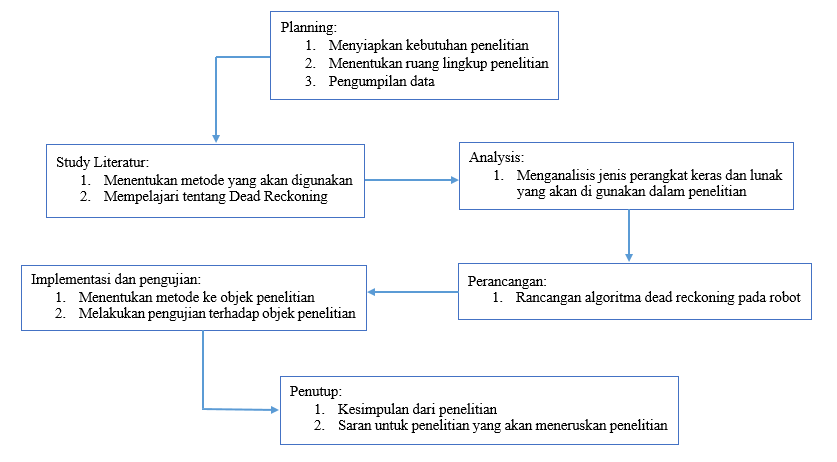 Planning:
1. Menyiapkan kebutuhan penelitian
2. Menentukan ruang lingkup penelitian
3. Pengumpilan data
Study Literatur:
1. Menentukan metode yang akan digunakan
2. Mempelajari tentang Dead Reckoning
Analysis:
1. Menganalisis jenis perangkat keras dan lunak
yang akan di gunakan dalam penelitian
Perancangan:
1. Rancangan algoritma dead reckoning pada robot
Implementasi dan pengujian:
1. Menentukan metode ke objek penelitian
2. Melakukan pengujian terhadap objek penelitian
Penutup:
1. Kesimpulan dari penelitian
2. Saran untuk penelitian yang akan meneruskan penelitian